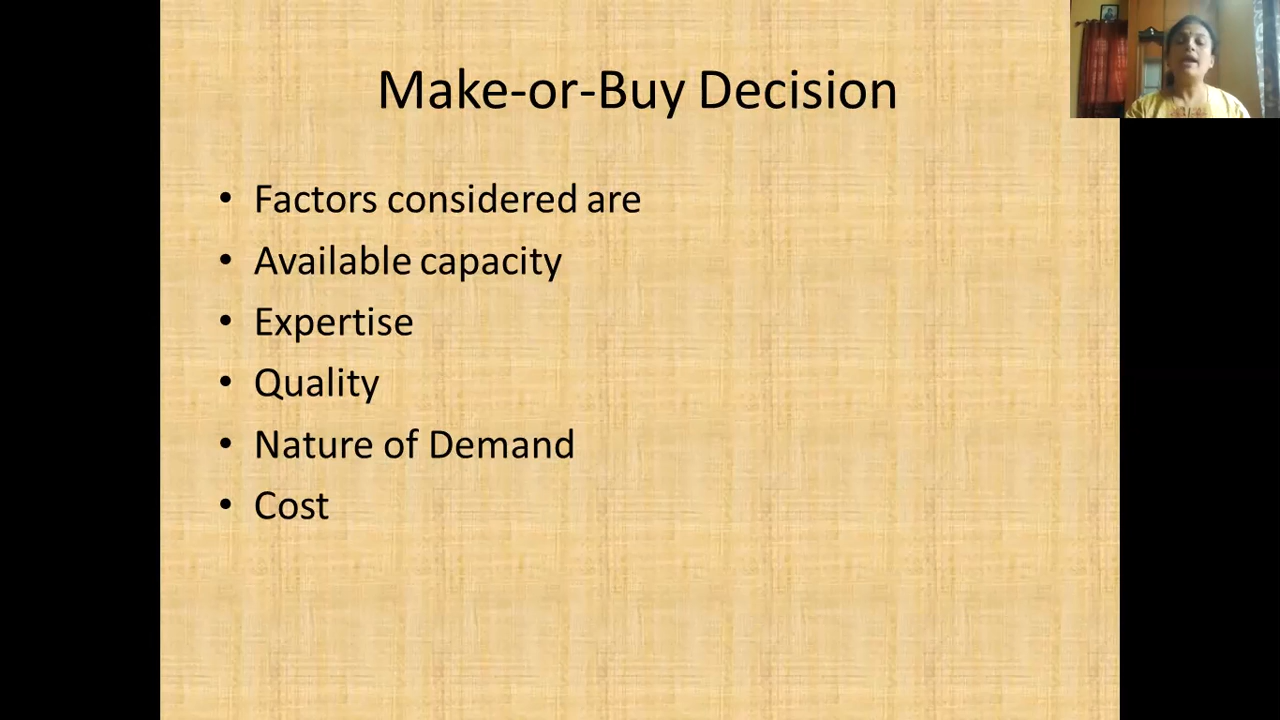 Make-or-Buy Decision
• Factors considered are
• Available capacity
• Expertise
• Quality
• Nature of Demand
• Cost